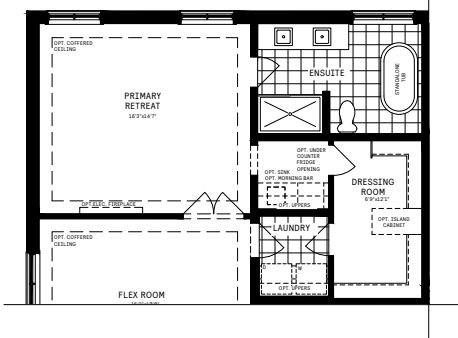 OPT. COFFERED
CEILING
PRIMARY
RETREAT
16'3"x14'7"
OPT.ELEC. FIREPLACE
ENSUITE
STANDALONE
TUB
OPT. UNDER
COUNTER
FRIDGE
OPENING
OPT. SINK
OPT. MORNING BAR
OPT. UPPERS
DRESSING
ROOM
6'9"x12'1"
OPT. ISLAND
CABINET
LAUNDRY
D
W
OPT. UPPERS
OPT. COFFERED
CEILING
FLEX ROOM